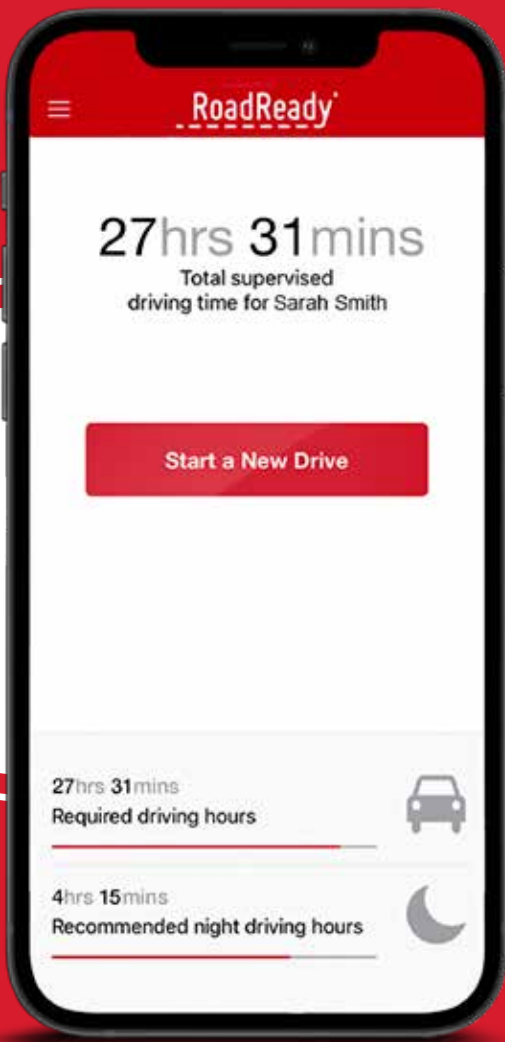 RoadReady
27hrs 31mins
Total supervised
driving time for Sarah Smith
Start a New Drive
27hrs 31mins
Required driving hours
4hrs 15mins
Recommended night driving hours